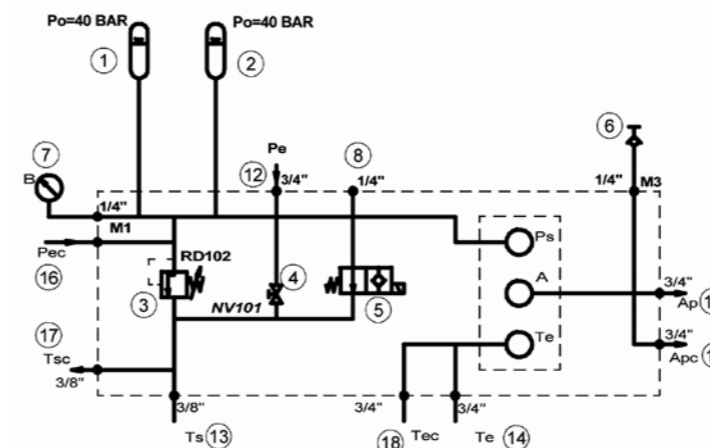 Po=40 BAR
Po=40 BAR
1
2
6
7
Pe
8
12
3/4"
1/4"
B
1/4"
M3
1/4"
M1
Ps
Pec
RD102
16
4
A
3/4"
3
NV101
5
Ap
17
Te
3/4"
Tsc
Apc
3/8"
3/8"
3/4"
3/4"
Ts 13
18 Tec
Te 14